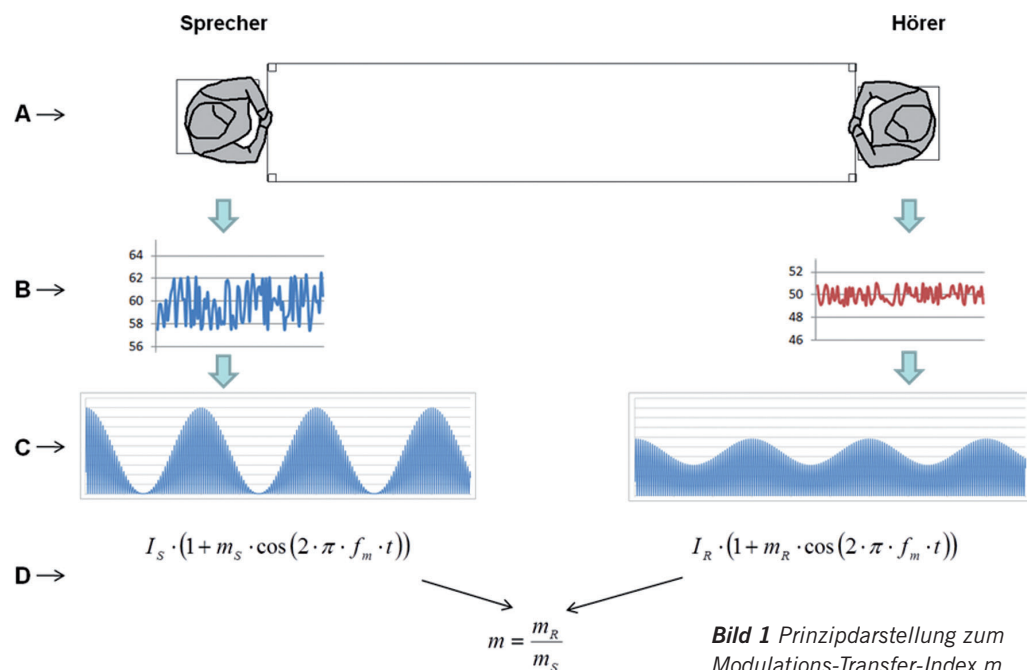 Sprecher Hörer
A →
B →
64
62
60
58
56
52
50
48
46
C →
I_S · (1 + m_S · cos(2 · π · f_m · t)) I_R · (1 + m_R · cos(2 · π · f_m · t))
D →
m = m_R / m_S
Bild 1 Prinzipdarstellung zum
Modulations-Transfer-Index m